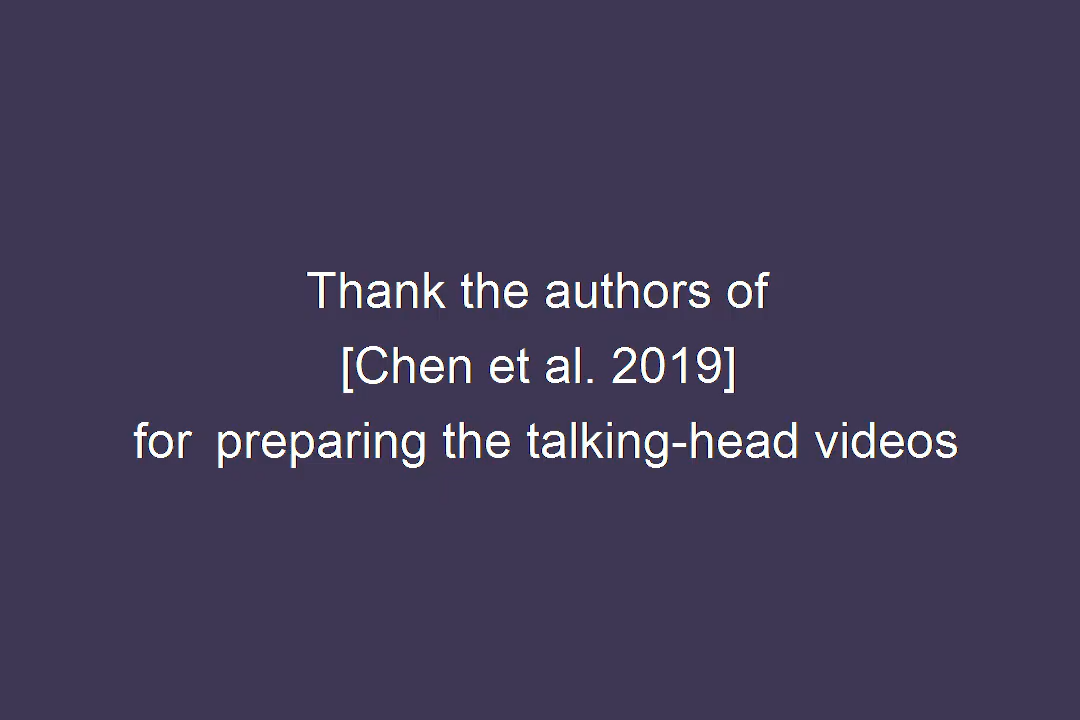 Thank the authors of
[Chen et al. 2019]
for preparing the talking-head videos